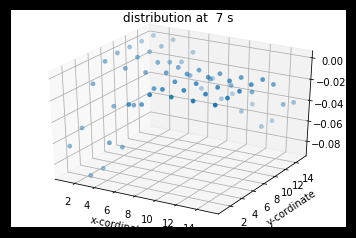 distribution at  7 s
0.00
−0.02
−0.04
−0.06
−0.08
2 4 6 8 10 12 14
x-cordinate
2 4 6 8 10 12 14
y-cordinate